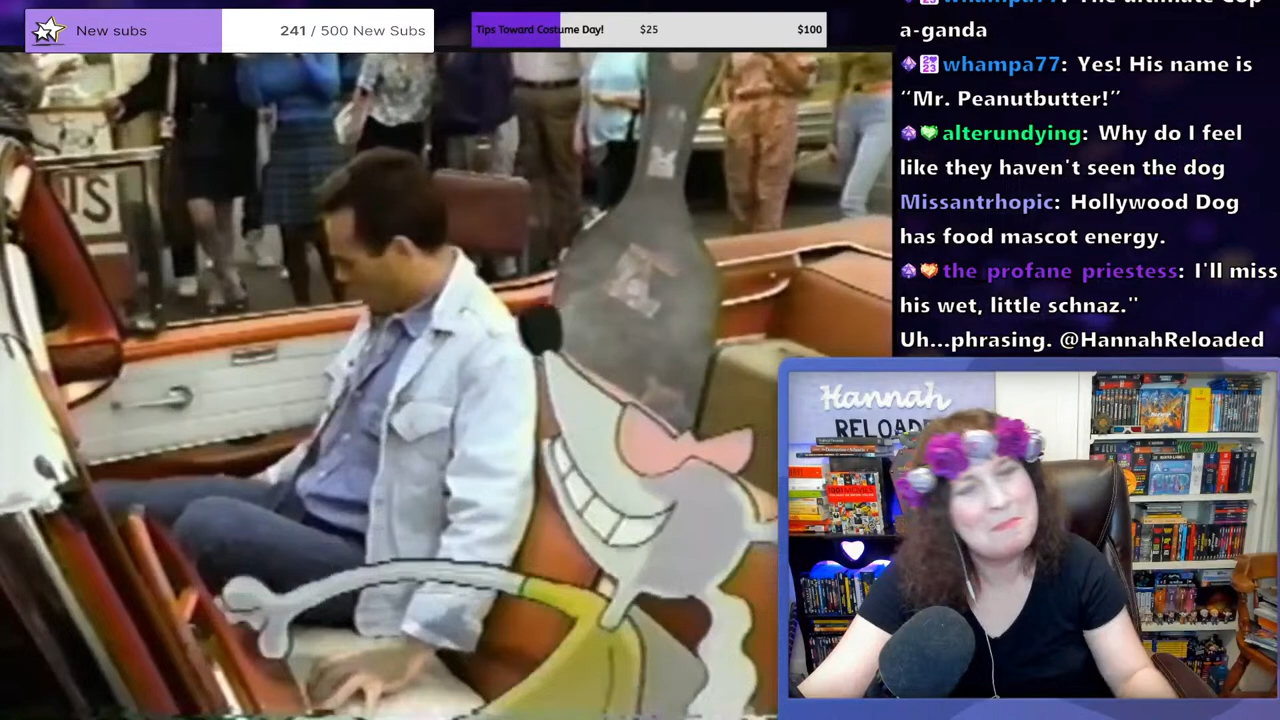 New subs
241 / 500 New Subs
Tips Toward Costume Day!
$25
$100
a-ganda
whampa77: Yes! His name is
“Mr. Peanutbutter!”
alterundying: Why do I feel
like they haven't seen the dog
Missantrhopic: Hollywood Dog
has food mascot energy.
the profane priestess: I'll miss
his wet, little schnaz."
Uh...phrasing. @HannahReloaded
Hannah